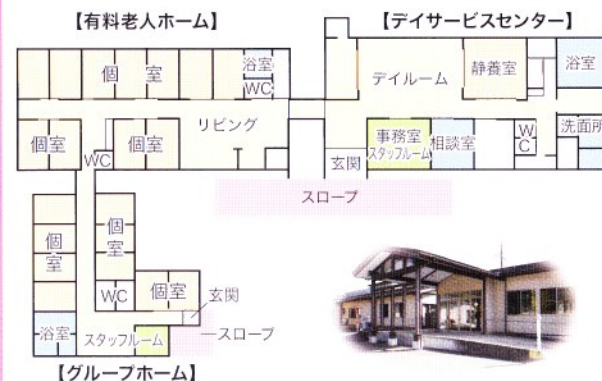 【有料老人ホーム】
【デイサービスセンター】
個室
浴室
WC
デイルーム
静養室
浴室
個室
WC
個室
リビング
玄関
事務室
スタッフルーム
相談室
WC
洗面所
スロープ
個室
個室
WC
個室
玄関
浴室
スタッフルーム
スロープ
【グループホーム】